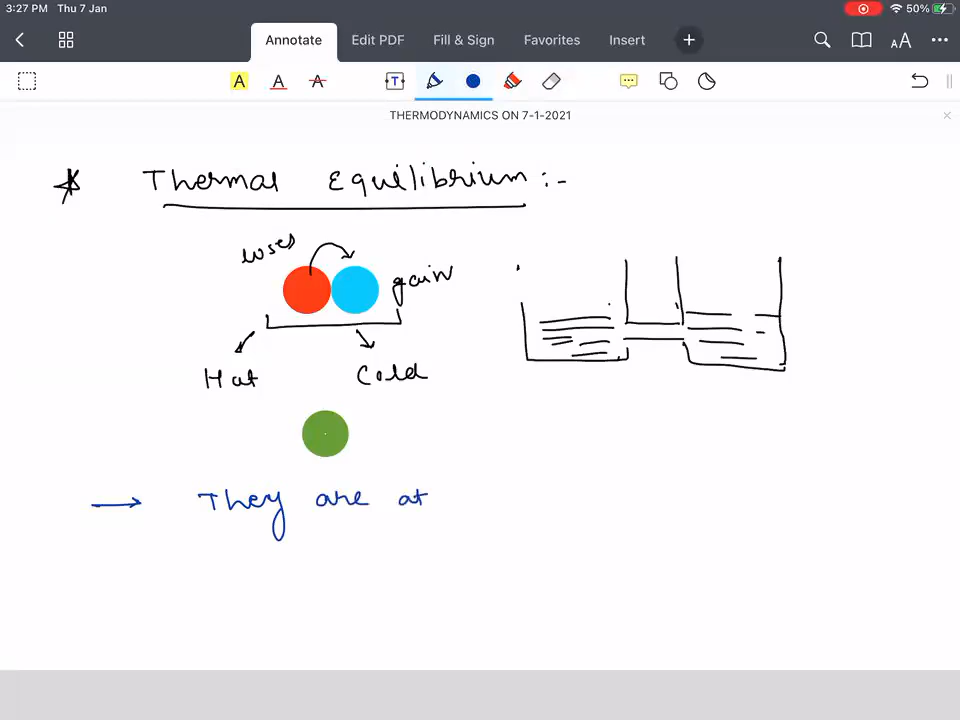 3:27 PM Thu 7 Jan 50%
Annotate Edit PDF Fill & Sign Favorites Insert
A A A T
THERMODYNAMICS ON 7-1-2021
Thermal Equilibrium :-
loses
gain
Hot Cold
They are at